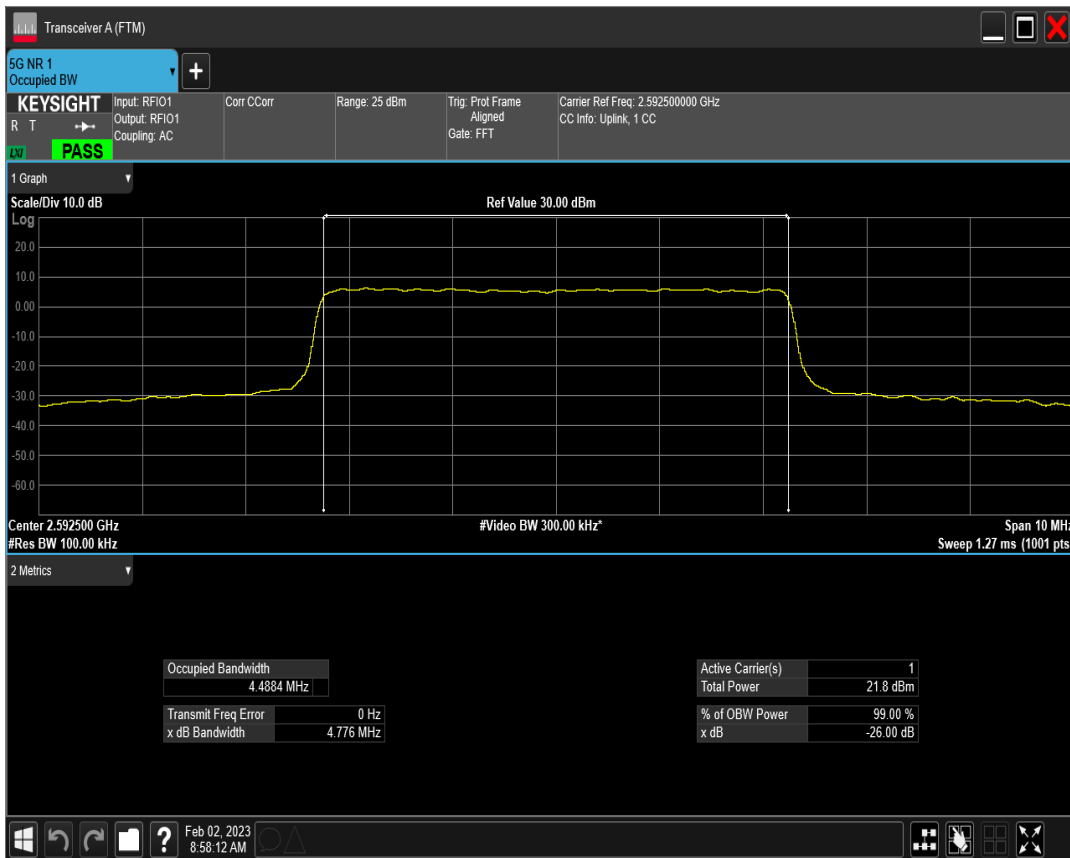 Transceiver A (FTM)
5G NR 1
Occupied BW
+
KEYSIGHT
R T
LXI
PASS
Input: RFIO1
Output: RFIO1
Coupling: AC
Corr CCorr
Range: 25 dBm
Trig: Prot Frame
Aligned
Gate: FFT
Carrier Ref Freq: 2.592500000 GHz
CC Info: Uplink, 1 CC
1 Graph
Scale/Div 10.0 dB
Ref Value 30.00 dBm
Log
20.0
10.0
0.00
-10.0
-20.0
-30.0
-40.0
-50.0
-60.0
Center 2.592500 GHz
#Video BW 300.00 kHz*
Span 10 MHz
#Res BW 100.00 kHz
Sweep 1.27 ms (1001 pts
2 Metrics
Occupied Bandwidth
4.4884 MHz
Transmit Freq Error 0 Hz
x dB Bandwidth 4.776 MHz
Active Carrier(s) 1
Total Power 21.8 dBm
% of OBW Power 99.00 %
x dB -26.00 dB
?
Feb 02, 2023
8:58:12 AM